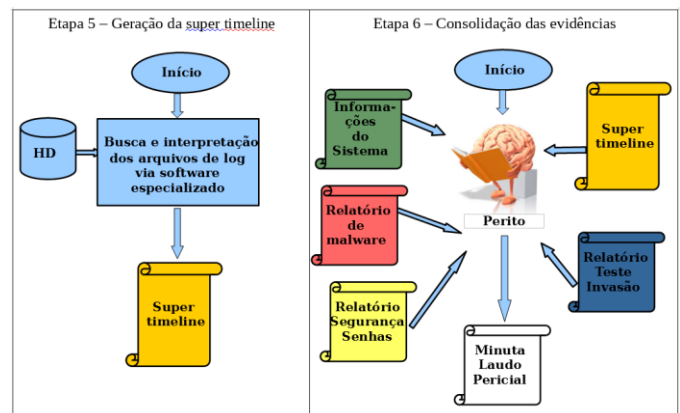 Etapa 5 – Geração da super timeline
Início
HD
Busca e interpretação
dos arquivos de log
via software
especializado
Super
timeline
Etapa 6 – Consolidação das evidências
Início
Informa-
ções
do
Sistema
Super
timeline
Relatório
de
malware
Perito
Relatório
Teste
Invasão
Relatório
Segurança
Senhas
Minuta
Laudo
Pericial